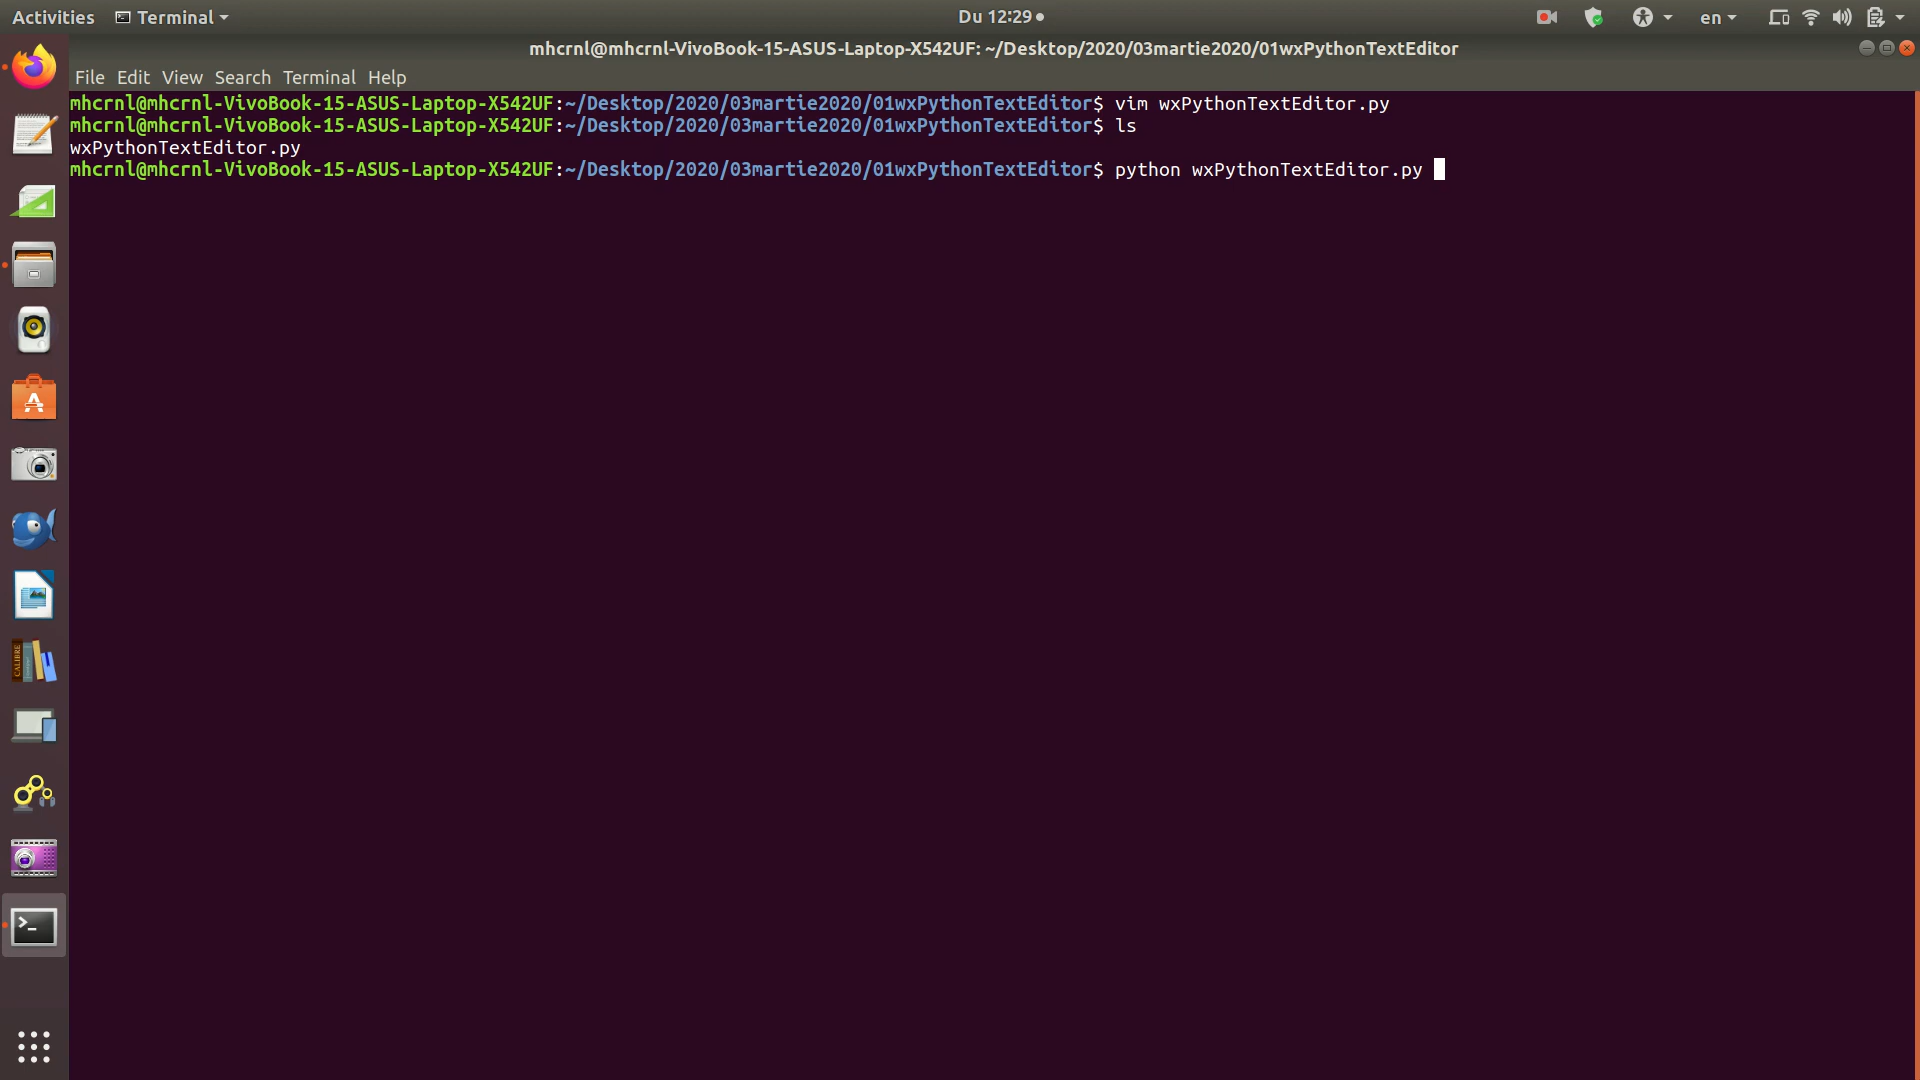 Activities Terminal Du 12:29 en
mhcrnl@mhcrnl-VivoBook-15-ASUS-Laptop-X542UF: ~/Desktop/2020/03martie2020/01wxPythonTextEditor
File Edit View Search Terminal Help
mhcrnl@mhcrnl-VivoBook-15-ASUS-Laptop-X542UF:~/Desktop/2020/03martie2020/01wxPythonTextEditor$ vim wxPythonTextEditor.py
mhcrnl@mhcrnl-VivoBook-15-ASUS-Laptop-X542UF:~/Desktop/2020/03martie2020/01wxPythonTextEditor$ ls
wxPythonTextEditor.py
mhcrnl@mhcrnl-VivoBook-15-ASUS-Laptop-X542UF:~/Desktop/2020/03martie2020/01wxPythonTextEditor$ python wxPythonTextEditor.py
CALIBRE